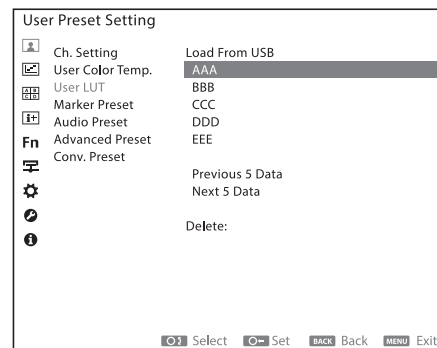 User Preset Setting
Ch. Setting
User Color Temp.
User LUT
Marker Preset
Audio Preset
Fn
Advanced Preset
Conv. Preset
Load From USB
AAA
BBB
CCC
DDD
EEE
Previous 5 Data
Next 5 Data
Delete:
Select Set BACK Back MENU Exit